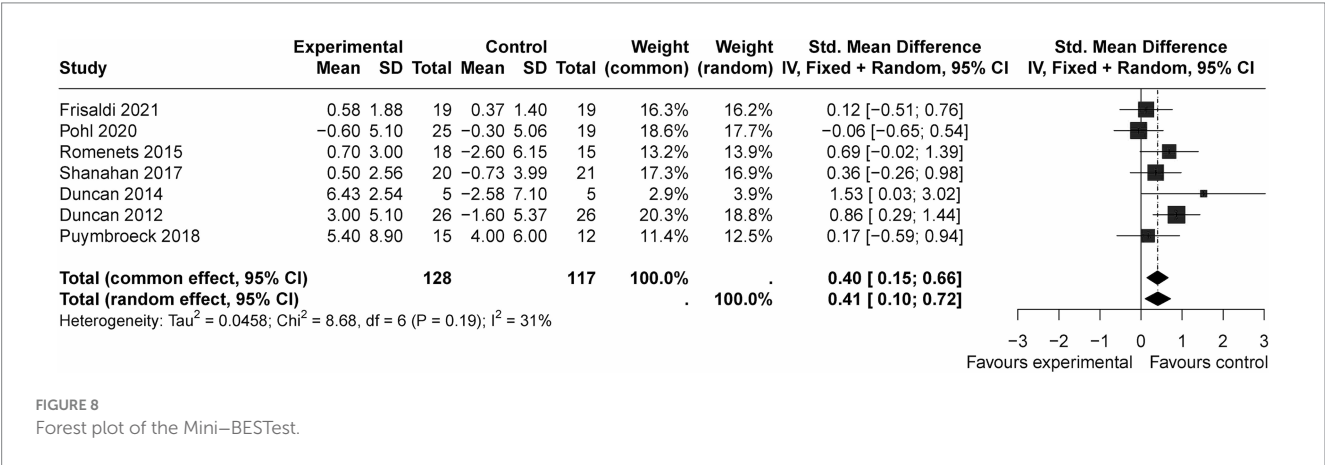 Experimental Control Weight Weight Std. Mean Difference Std. Mean Difference
Study Mean SD Total Mean SD Total (common) (random) IV, Fixed + Random, 95% CI IV, Fixed + Random, 95% CI
Frisaldi 2021 0.58 1.88 19 0.37 1.40 19 16.3% 16.2% 0.12 [−0.51; 0.76]
Pohl 2020 −0.60 5.10 25 −0.30 5.06 19 18.6% 17.7% −0.06 [−0.65; 0.54]
Romenets 2015 0.70 3.00 18 −2.60 6.15 15 13.2% 13.9% 0.69 [−0.02; 1.39]
Shanahan 2017 0.50 2.56 20 −0.73 3.99 21 17.3% 16.9% 0.36 [−0.26; 0.98]
Duncan 2014 6.43 2.54 5 −2.58 7.10 5 2.9% 3.9% 1.53 [ 0.03; 3.02]
Duncan 2012 3.00 5.10 26 −1.60 5.37 26 20.3% 18.8% 0.86 [ 0.29; 1.44]
Puymbroeck 2018 5.40 8.90 15 4.00 6.00 12 11.4% 12.5% 0.17 [−0.59; 0.94]
Total (common effect, 95% CI) 128 117 100.0% . 0.40 [ 0.15; 0.66]
Total (random effect, 95% CI) . 100.0% 0.41 [ 0.10; 0.72]
Heterogeneity: Tau² = 0.0458; Chi² = 8.68, df = 6 (P = 0.19); I² = 31%
−3 −2 −1 0 1 2 3
Favours experimental Favours control
FIGURE 8
Forest plot of the Mini−BESTest.